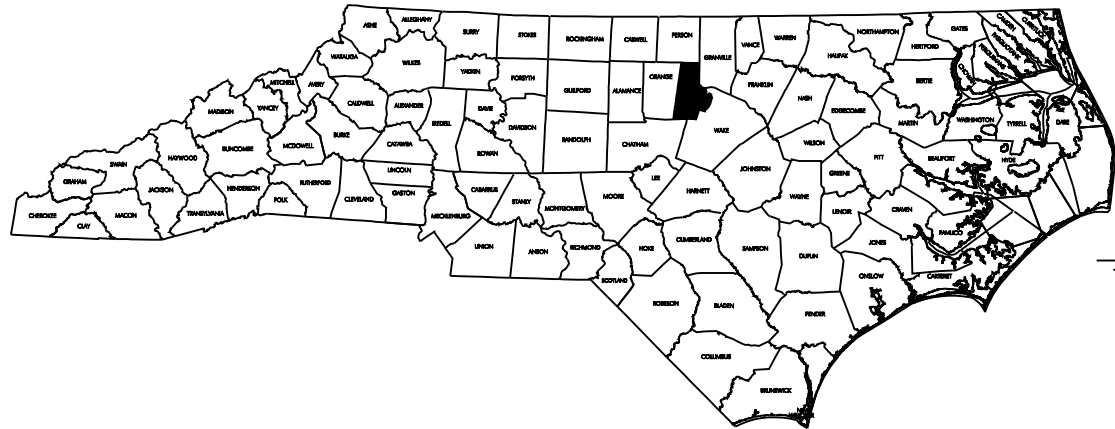 ASHE
ALLEGHANY
SURRY
STOKES
ROCKINGHAM
CASWELL
PERSON
GRANVILLE
VANCE
WARREN
NORTHAMPTON
GATES
CAMDEN
HERTFORD
HALIFAX
WATAUGA
WILKES
YADKIN
FORSYTH
GUILFORD
ALAMANCE
ORANGE
FRANKLIN
NASH
EDGECOMBE
BERTIE
MARTIN
WASHINGTON
TYRRELL
DARE
MITCHELL
AVERY
CALDWELL
ALEXANDER
IREDELL
DAVIE
DAVIDSON
RANDOLPH
CHATHAM
WAKE
WILSON
PITT
BEAUFORT
HYDE
MADISON
YANCEY
BURKE
MCDOWELL
CATAWBA
ROWAN
LINCOLN
GASTON
BUNCOMBE
HAYWOOD
SWAIN
GRAHAM
CHEROKEE
CLAY
MACON
JACKSON
TRANSYLVANIA
HENDERSON
POLK
RUTHERFORD
CLEVELAND
MECKLENBURG
CABARRUS
STANLY
MONTGOMERY
MOORE
LEE
HARNETT
JOHNSTON
WAYNE
GREENE
LENOIR
CRAVEN
PAMLICO
UNION
ANSON
RICHMOND
SCOTLAND
HOKE
CUMBERLAND
SAMPSON
DUPLIN
JONES
ONSLOW
CARTERET
ROBESON
BLADEN
PENDER
COLUMBUS
BRUNSWICK